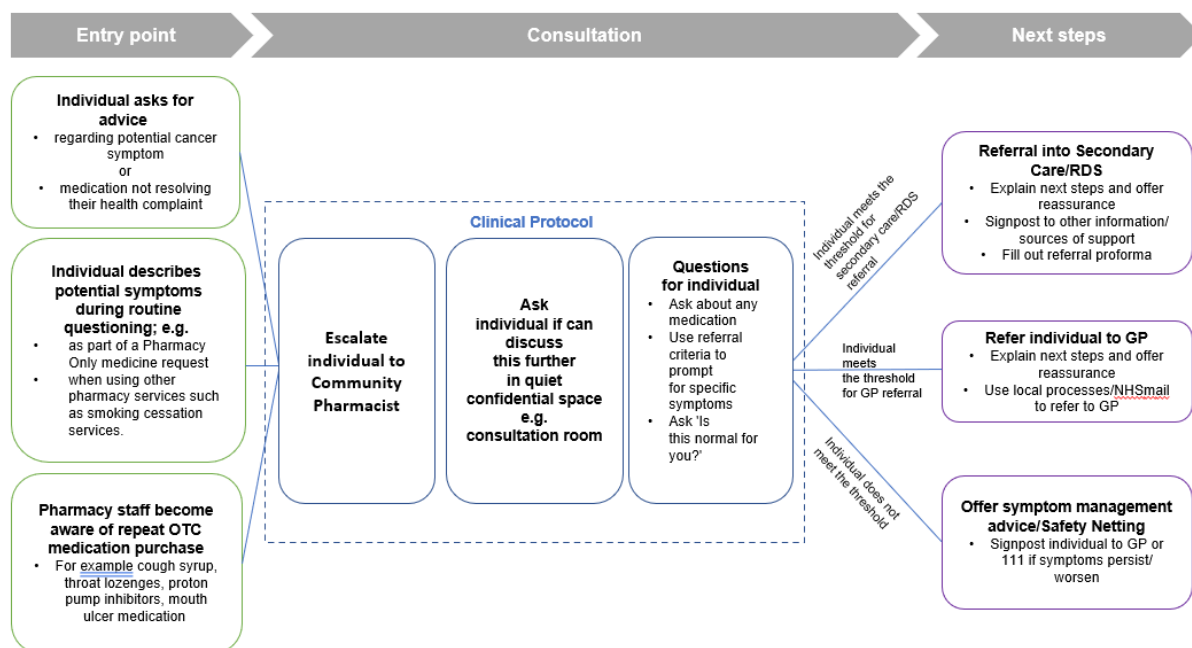 Entry point
Consultation
Next steps
Individual asks for
advice
• regarding potential cancer
symptom
or
• medication not resolving
their health complaint
Individual describes
potential symptoms
during routine
questioning; e.g.
• as part of a Pharmacy
Only medicine request
• when using other
pharmacy services such
as smoking cessation
services.
Pharmacy staff become
aware of repeat OTC
medication purchase
• For example cough syrup,
throat lozenges, proton
pump inhibitors, mouth
ulcer medication
Clinical Protocol
Escalate
individual to
Community
Pharmacist
Ask
individual if can
discuss
this further
in quiet
confidential space
e.g.
consultation room
Questions
for individual
• Ask about any
medication
• Use referral
criteria to
prompt
for specific
symptoms
• Ask 'Is
this normal for
you?'
Individual meets the
threshold for
secondary care/RDS
referral
Individual
meets
the threshold
for GP referral
Individual does not
meet the threshold
Referral into Secondary
Care/RDS
• Explain next steps and offer
reassurance
• Signpost to other information/
sources of support
• Fill out referral proforma
Refer individual to GP
• Explain next steps and offer
reassurance
• Use local processes/NHSmail
to refer to GP
Offer symptom management
advice/Safety Netting
• Signpost individual to GP or
111 if symptoms persist/
worsen